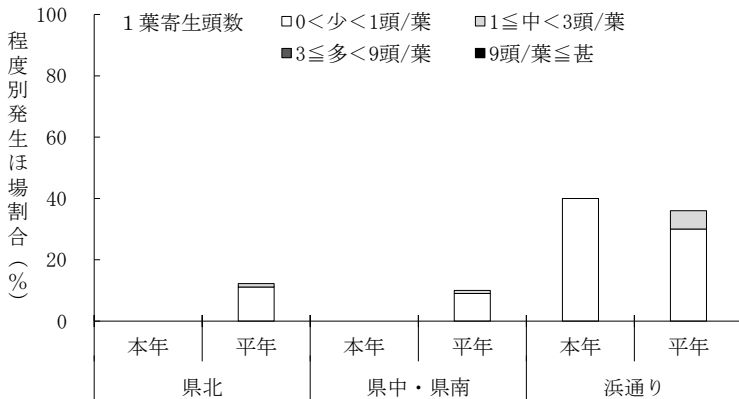 1葉寄生頭数
□0<少<1頭/葉
□1≦中<3頭/葉
■3≦多<9頭/葉
■9頭/葉≦甚
程度別発生ほ場割合(%)
100
80
60
40
20
0
本年 平年 本年 平年 本年 平年
県北 県中・県南 浜通り